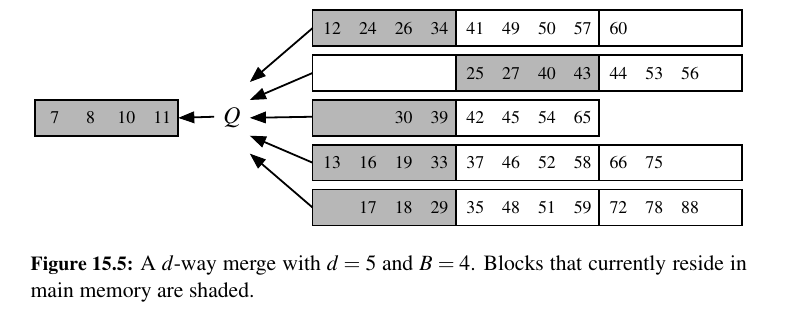 12 24 26 34 41 49 50 57 60
25 27 40 43 44 53 56
7 8 10 11 Q 30 39 42 45 54 65
13 16 19 33 37 46 52 58 66 75
17 18 29 35 48 51 59 72 78 88
Figure 15.5: A d-way merge with d = 5 and B = 4. Blocks that currently reside in
main memory are shaded.